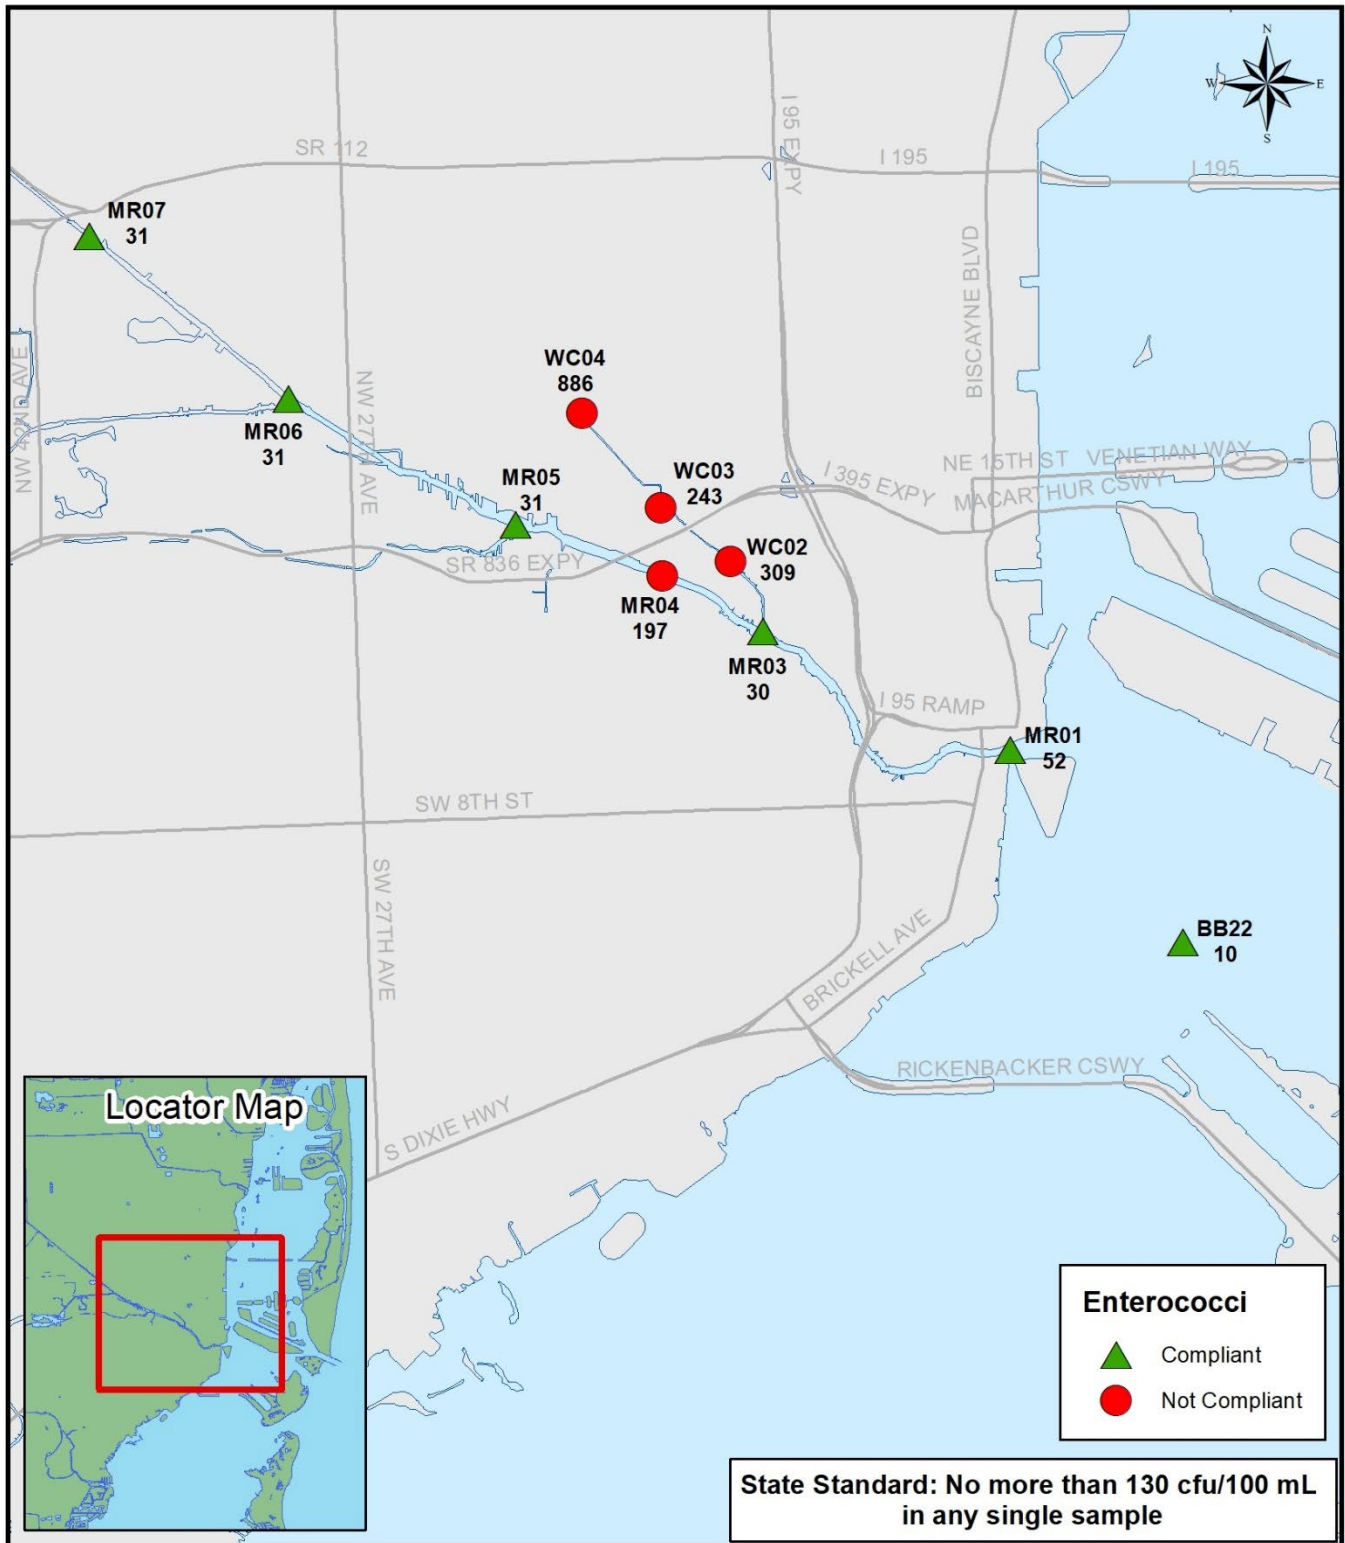 N
W
E
S
SR 112
I 95 EXPY
I 195
I 195
MR07
31
BISCAYNE BLVD
NW 42ND AVE
NW 27TH AVE
WC04
886
MR06
31
MR05
31
WC03
243
I 395 EXPY
NE 15TH ST
VENETIAN WAY
MACARTHUR CSWY
SR 836 EXPY
WC02
309
MR04
197
MR03
30
I 95 RAMP
MR01
52
SW 8TH ST
SW 27TH AVE
BRICKELL AVE
BB22
10
RICKENBACKER CSWY
S DIXIE HWY
Locator Map
Enterococci
Compliant
Not Compliant
State Standard: No more than 130 cfu/100 mL
in any single sample